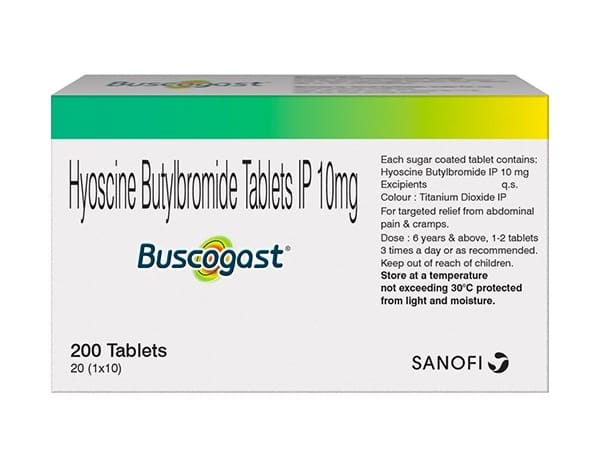 Buscogast
Hyoscine Butylbromide Tablets IP 10mg
Buscogast®
200 Tablets
20 (1x10)
Each sugar coated tablet contains:
Hyoscine Butylbromide IP 10 mg
Excipients q.s.
Colour : Titanium Dioxide IP
For targeted relief from abdominal
pain & cramps.
Dose : 6 years & above, 1-2 tablets
3 times a day or as recommended.
Keep out of reach of children.
Store at a temperature
not exceeding 30°C protected
from light and moisture.
SANOFI